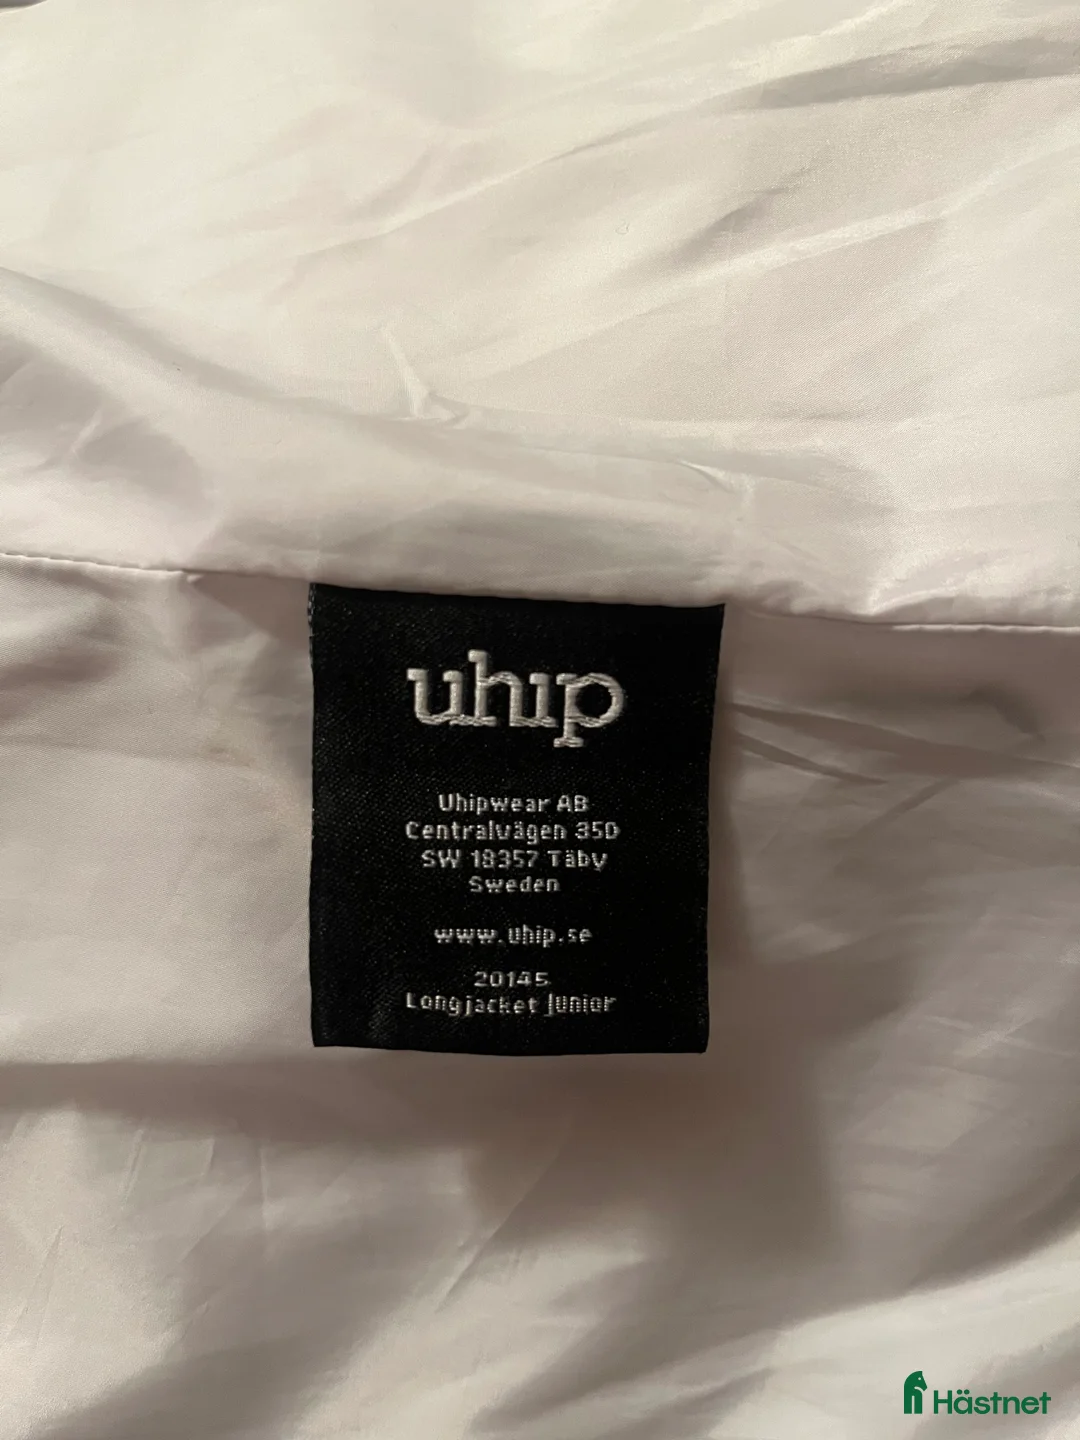 uhip
Uhipwear AB
Centralvägen 35D
SW 18357 Täby
Sweden
www.uhip.se
20145
Longjacket Junior
Hästnet